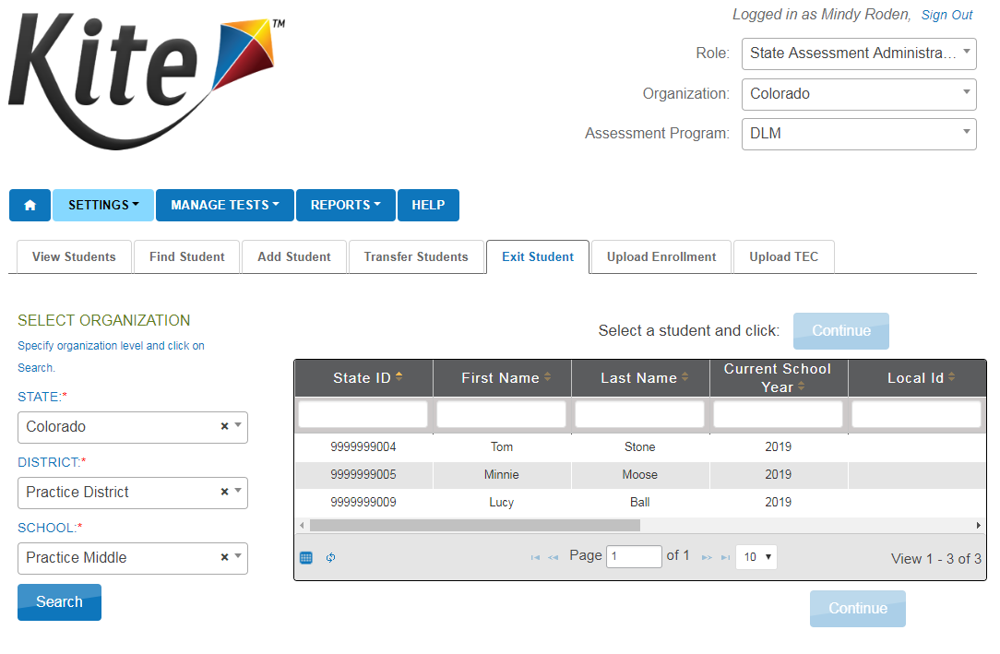 Kite™
Logged in as Mindy Roden, Sign Out
Role: State Assessment Administra...
Organization: Colorado
Assessment Program: DLM
SETTINGS MANAGE TESTS REPORTS HELP
View Students Find Student Add Student Transfer Students Exit Student Upload Enrollment Upload TEC
SELECT ORGANIZATION
Specify organization level and click on
Search.
STATE:*
Colorado ×
DISTRICT:*
Practice District ×
SCHOOL:*
Practice Middle ×
Search
Select a student and click: Continue
State ID First Name Last Name Current School Year Local Id
9999999004 Tom Stone 2019
9999999005 Minnie Moose 2019
9999999009 Lucy Ball 2019
Page 1 of 1 10 View 1 - 3 of 3
Continue